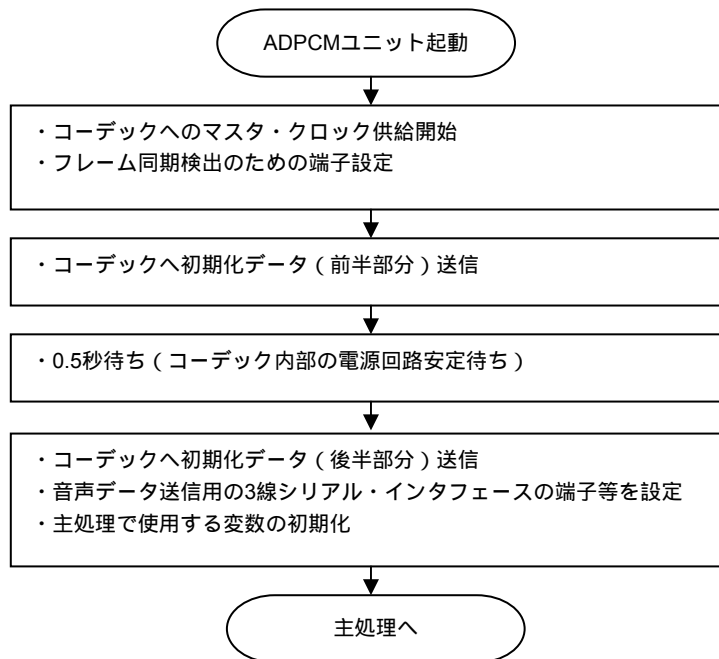 ADPCMユニット起動
・コーデックへのマスタ・クロック供給開始
・フレーム同期検出のための端子設定
・コーデックへ初期化データ（前半部分）送信
・0.5秒待ち（コーデック内部の電源回路安定待ち）
・コーデックへ初期化データ（後半部分）送信
・音声データ送信用の3線シリアル・インタフェースの端子等を設定
・主処理で使用する変数の初期化
主処理へ